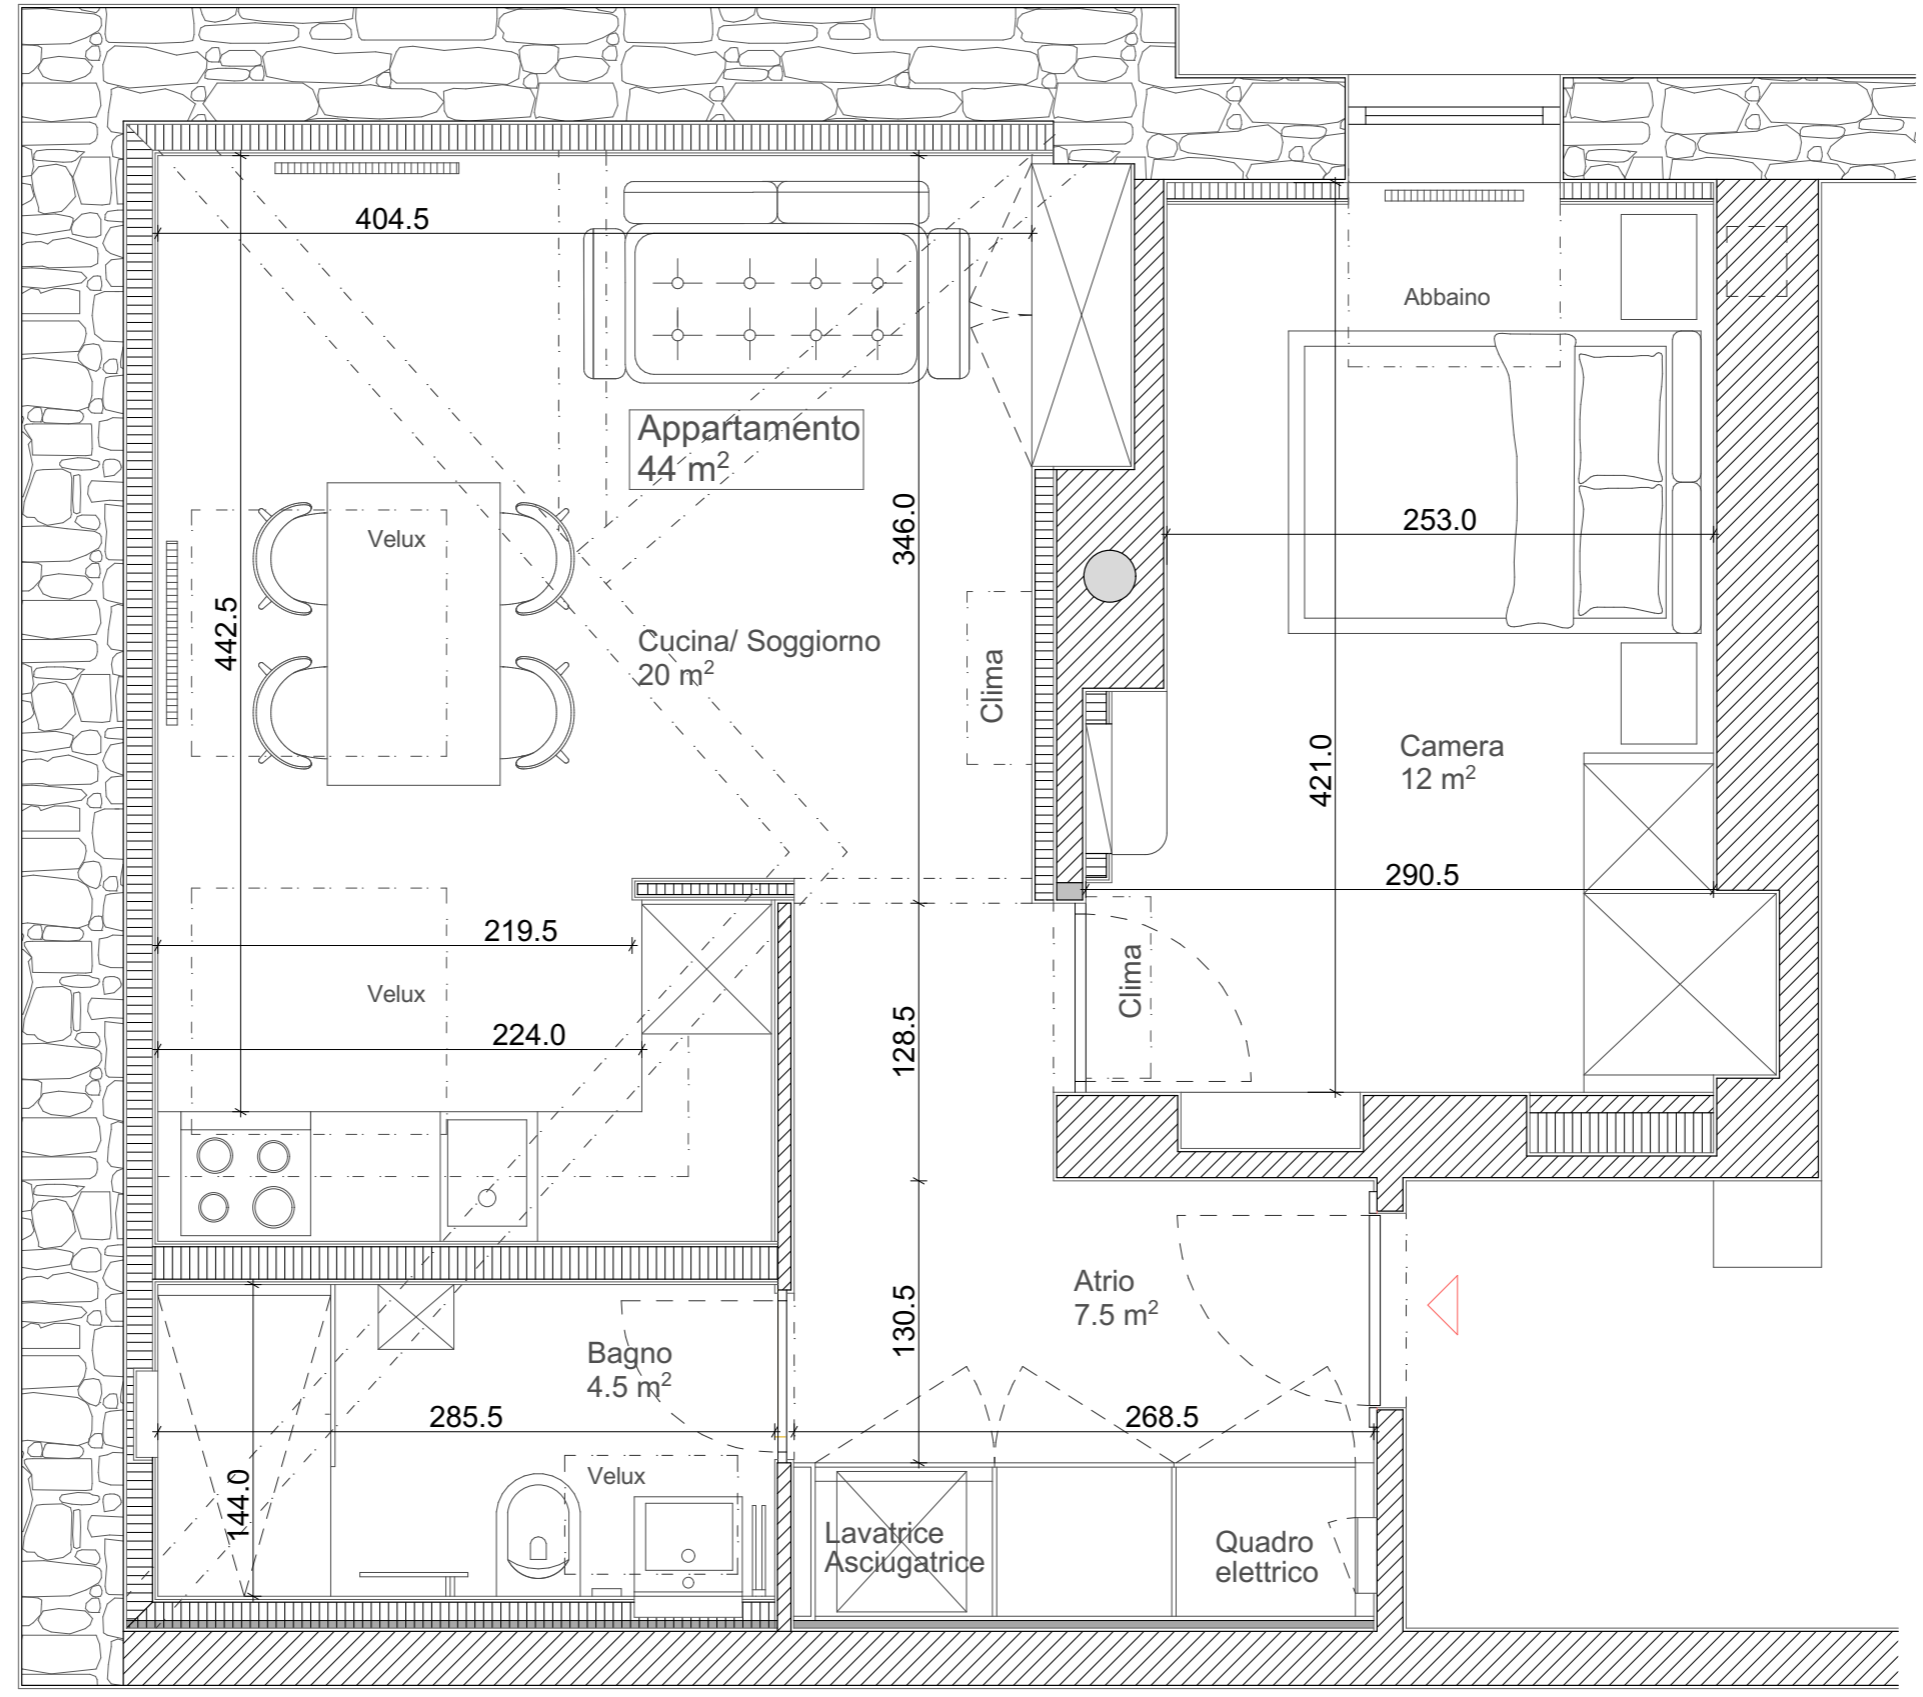 404.5
Abbaino
Appartamento
44 m²
346.0
253.0
Velux
442.5
Cucina/ Soggiorno
20 m²
Clima
421.0
Camera
12 m²
290.5
219.5
Velux
Clima
224.0
128.5
Atrio
7.5 m²
130.5
Bagno
4.5 m²
285.5
268.5
Velux
144.0
Lavatrice
Asciugatrice
Quadro
elettrico